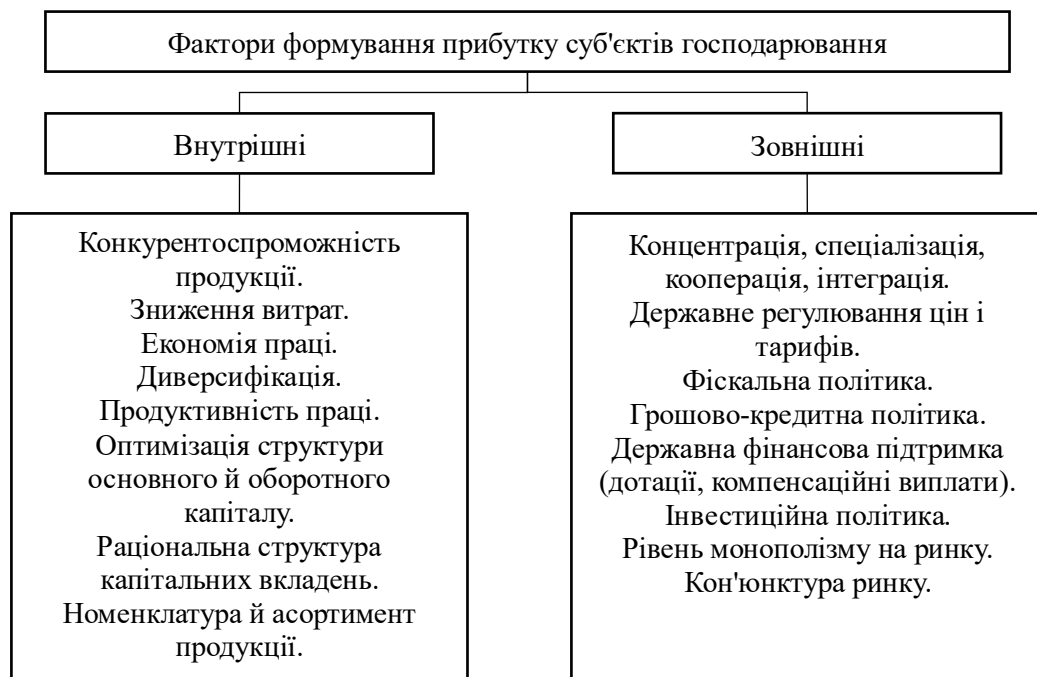 Фактори формування прибутку суб'єктів господарювання
Внутрішні
Зовнішні
Конкурентоспроможність
продукції.
Зниження витрат.
Економія праці.
Диверсифікація.
Продуктивність праці.
Оптимізація структури
основного й оборотного
капіталу.
Раціональна структура
капітальних вкладень.
Номенклатура й асортимент
продукції.
Концентрація, спеціалізація,
кооперація, інтеграція.
Державне регулювання цін і
тарифів.
Фіскальна політика.
Грошово-кредитна політика.
Державна фінансова підтримка
(дотації, компенсаційні виплати).
Інвестиційна політика.
Рівень монополізму на ринку.
Кон'юнктура ринку.